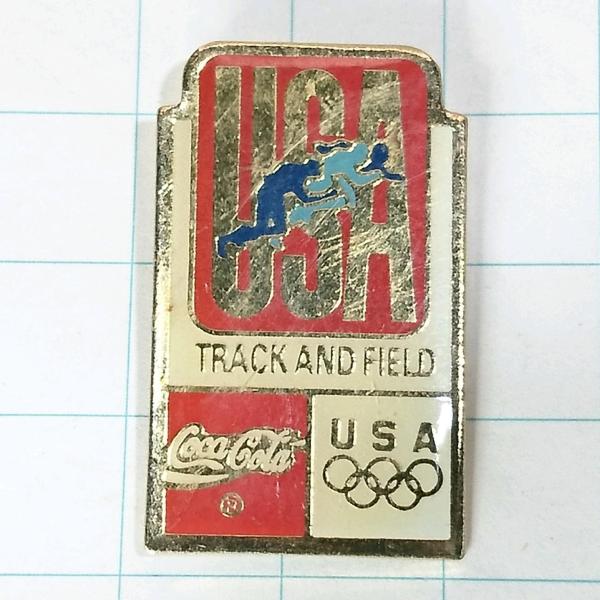 USA
TRACK AND FIELD
Coca-Cola
®
USA